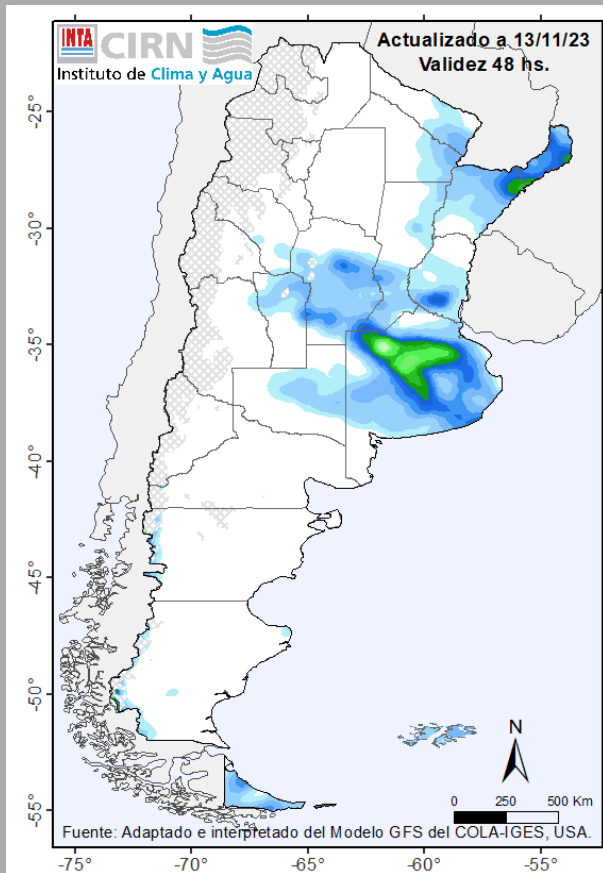 INTA CIRN
Instituto de Clima y Agua
Actualizado a 13/11/23
Validez 48 hs.
-25°
-30°
-35°
-40°
-45°
-50°
-55°
N
0 250 500 Km
Fuente: Adaptado e interpretado del Modelo GFS del COLA-IGES, USA.
-75° -70° -65° -60° -55°